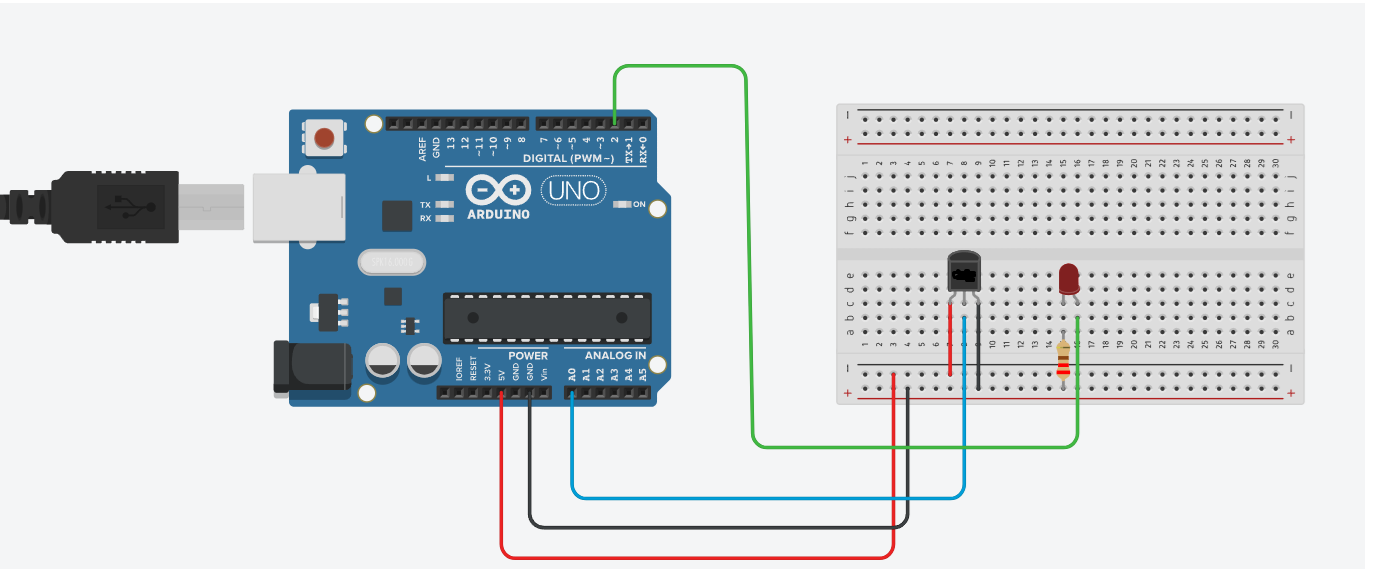 AREF
GND
13
12
~11
~10
~9
8
7
~6
~5
4
~3
2
TX→1
RX←0
DIGITAL (PWM~)
L
TX
RX
ARDUINO
UNO
ON
POWER
ANALOG IN
IOREF
RESET
3.3V
5V
GND
GND
Vin
A0
A1
A2
A3
A4
A5
− −
+ +
1 2 3 4 5 6 7 8 9 10 11 12 13 14 15 16 17 18 19 20 21 22 23 24 25 26 27 28 29 30
j j
i i
h h
g g
f f
e e
d d
c c
b b
a a
1 2 3 4 5 6 7 8 9 10 11 12 13 14 15 16 17 18 19 20 21 22 23 24 25 26 27 28 29 30
− −
+ +